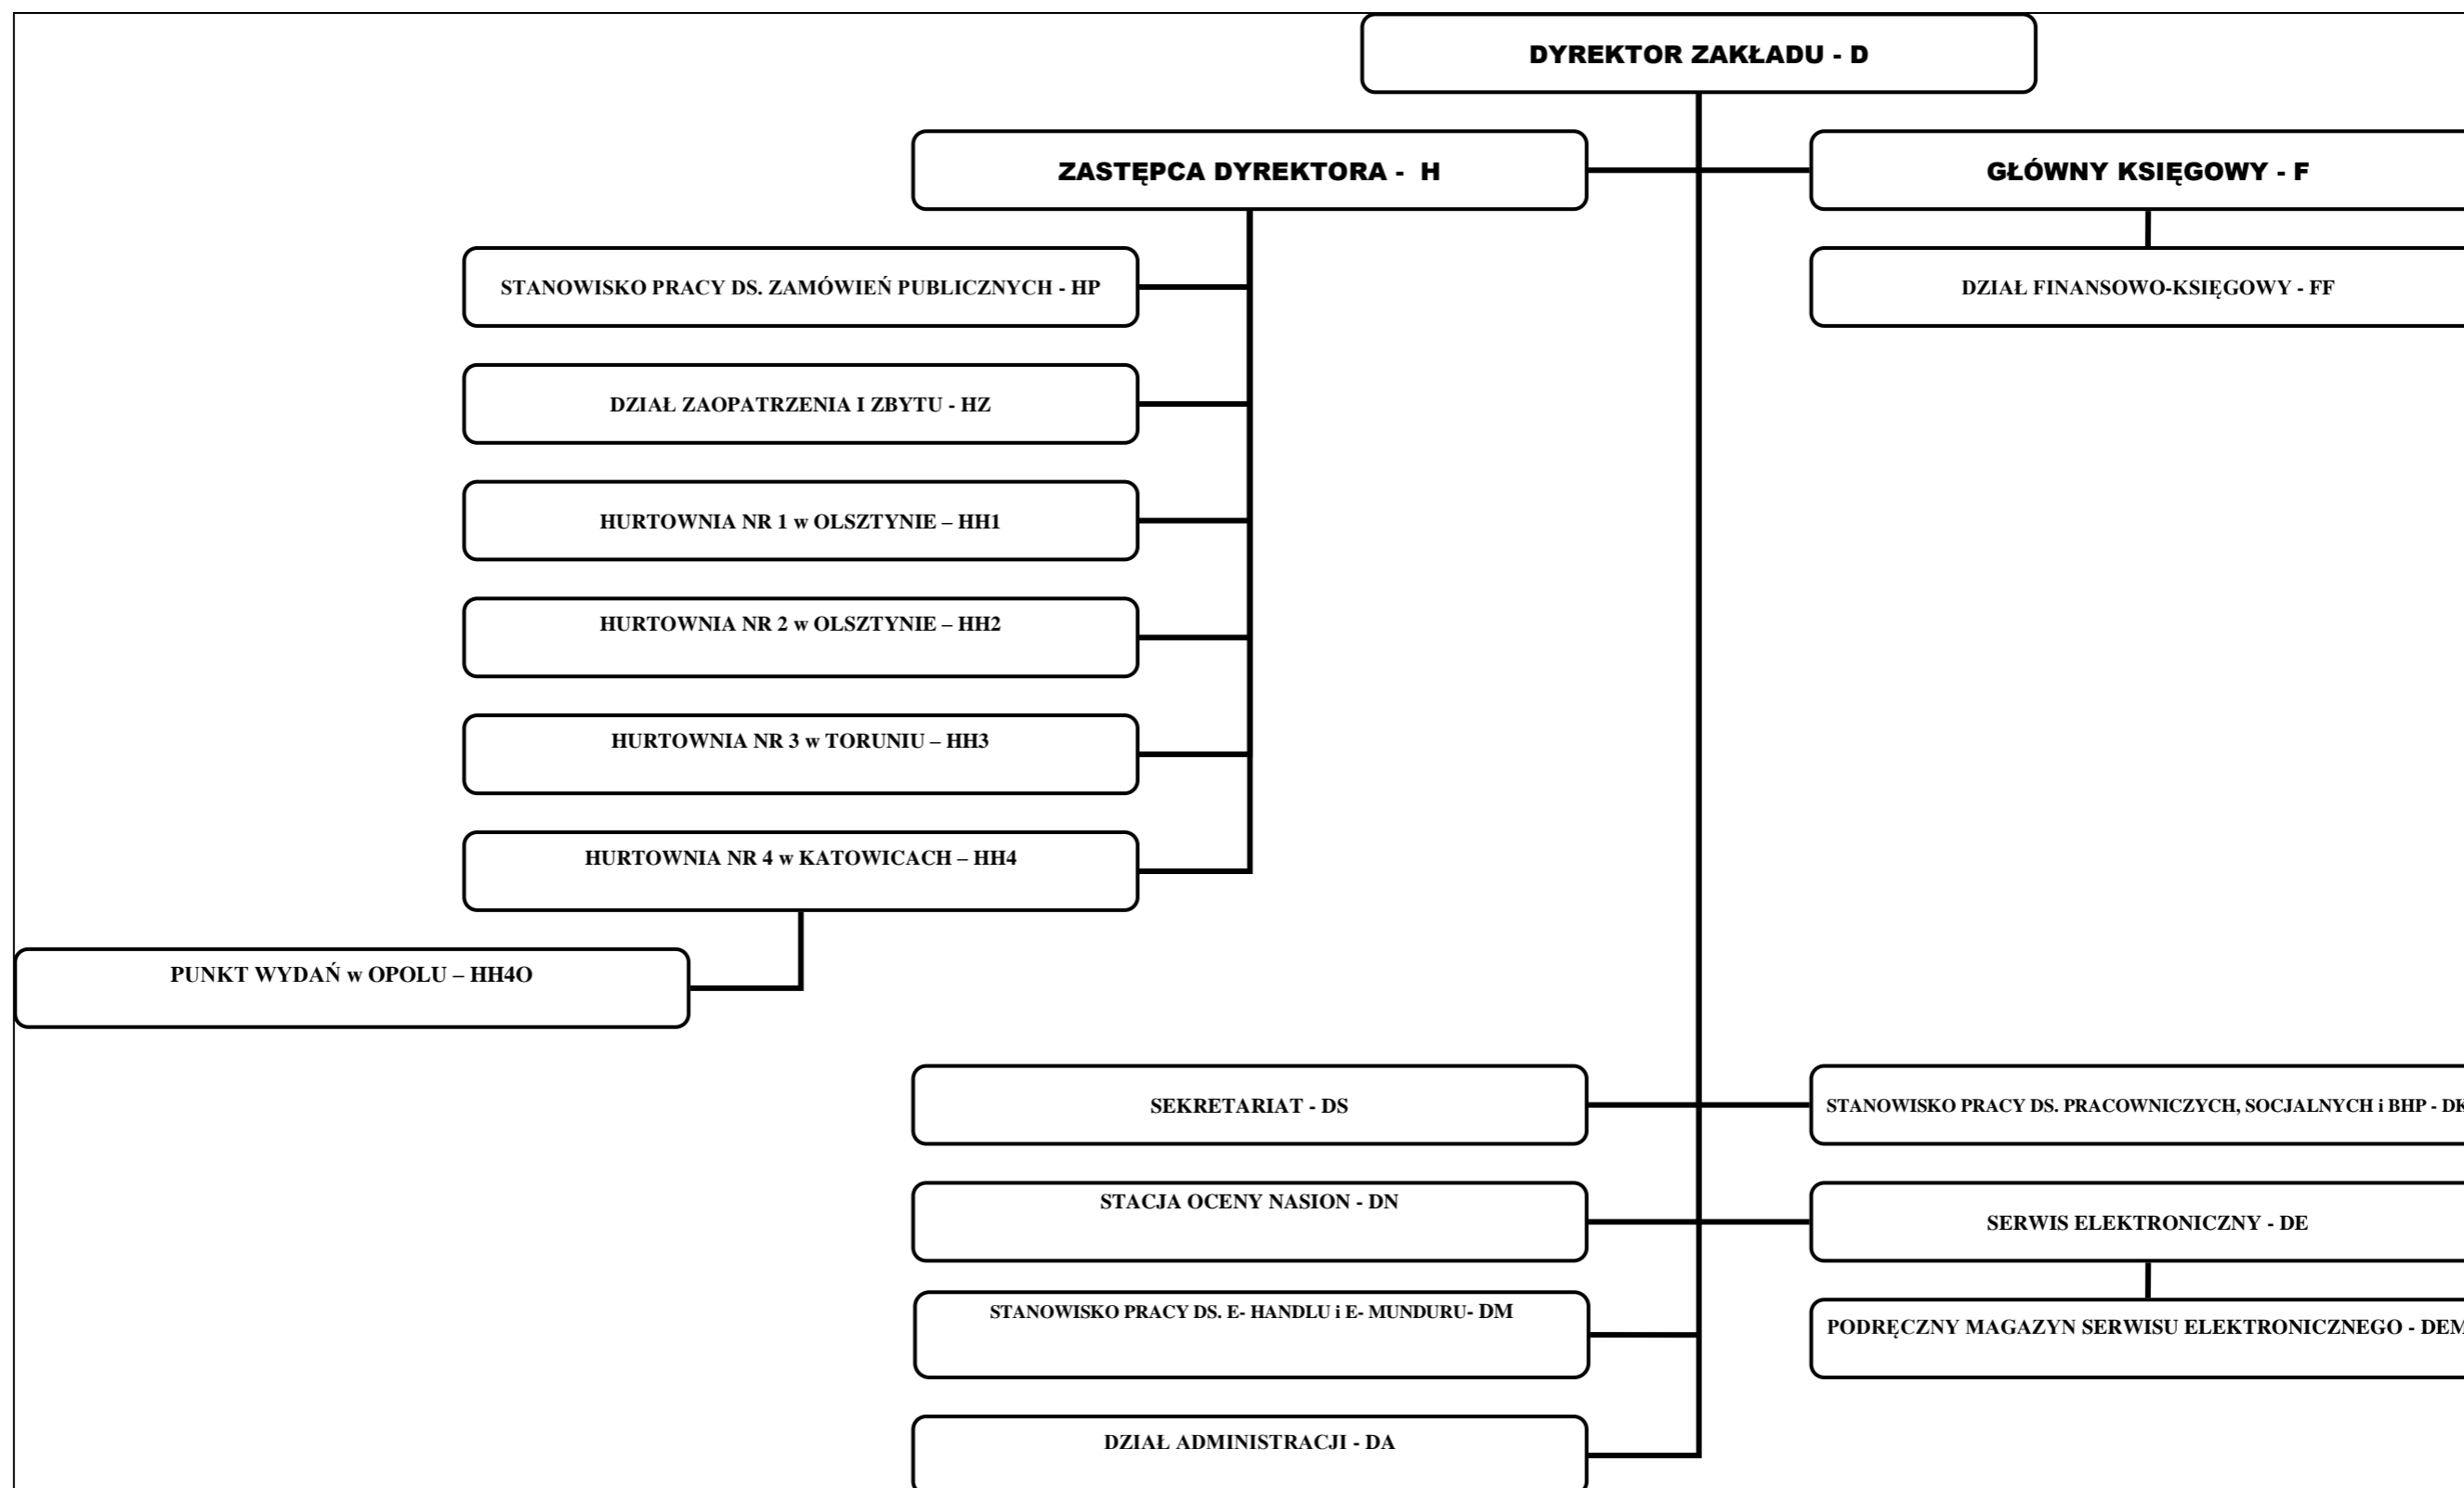 DYREKTOR ZAKŁADU - D
ZASTĘPCA DYREKTORA - H
GŁÓWNY KSIĘGOWY - F
STANOWISKO PRACY DS. ZAMÓWIEŃ PUBLICZNYCH - HP
DZIAŁ FINANSOWO-KSIĘGOWY - FF
DZIAŁ ZAOPATRZENIA I ZBYTU - HZ
HURTOWNIA NR 1 w OLSZTYNIE – HH1
HURTOWNIA NR 2 w OLSZTYNIE – HH2
HURTOWNIA NR 3 w TORUNIU – HH3
HURTOWNIA NR 4 w KATOWICACH – HH4
PUNKT WYDAŃ w OPOLU – HH4O
SEKRETARIAT - DS
STANOWISKO PRACY DS. PRACOWNICZYCH, SOCJALNYCH i BHP - DK
STACJA OCENY NASION - DN
SERWIS ELEKTRONICZNY - DE
STANOWISKO PRACY DS. E- HANDLU i E- MUNDURU- DM
PODRĘCZNY MAGAZYN SERWISU ELEKTRONICZNEGO - DEM
DZIAŁ ADMINISTRACJI - DA